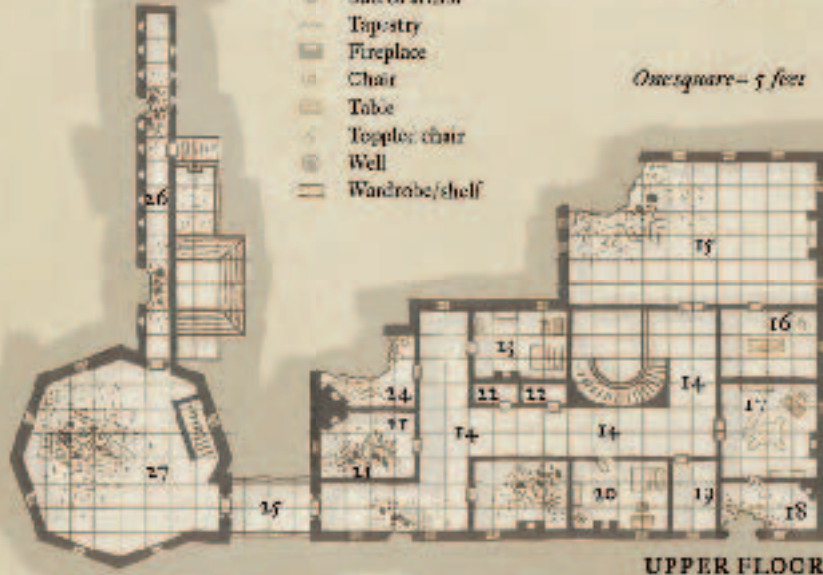 Tapestry
Fireplace
Chair
Table
Toppled chair
Well
Wardrobe/shelf
One square = 5 feet
26
15
16
23
24
22 22
14
17
21
14 14
21
27
20
19
18
25
UPPER FLOOR